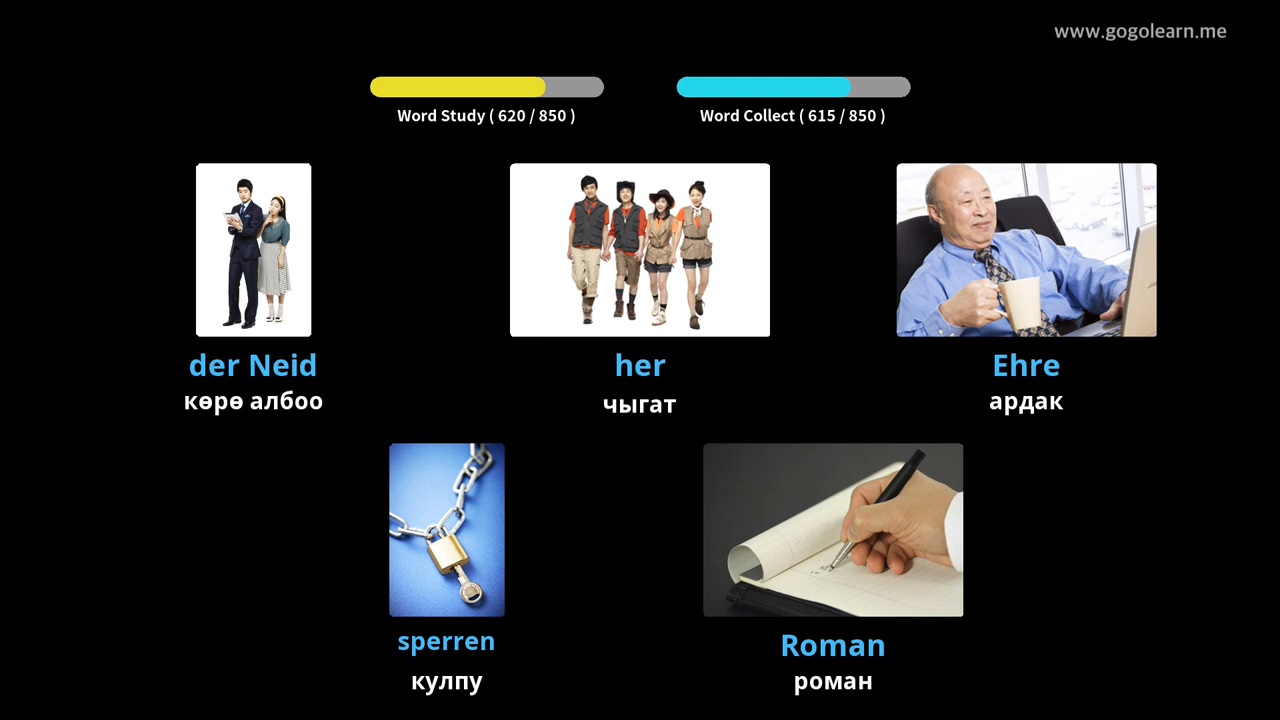 www.gogolearn.me
Word Study ( 620 / 850 )
Word Collect ( 615 / 850 )
der Neid
көрө албоо
her
чыгат
Ehre
ардак
sperren
кулпу
Roman
роман